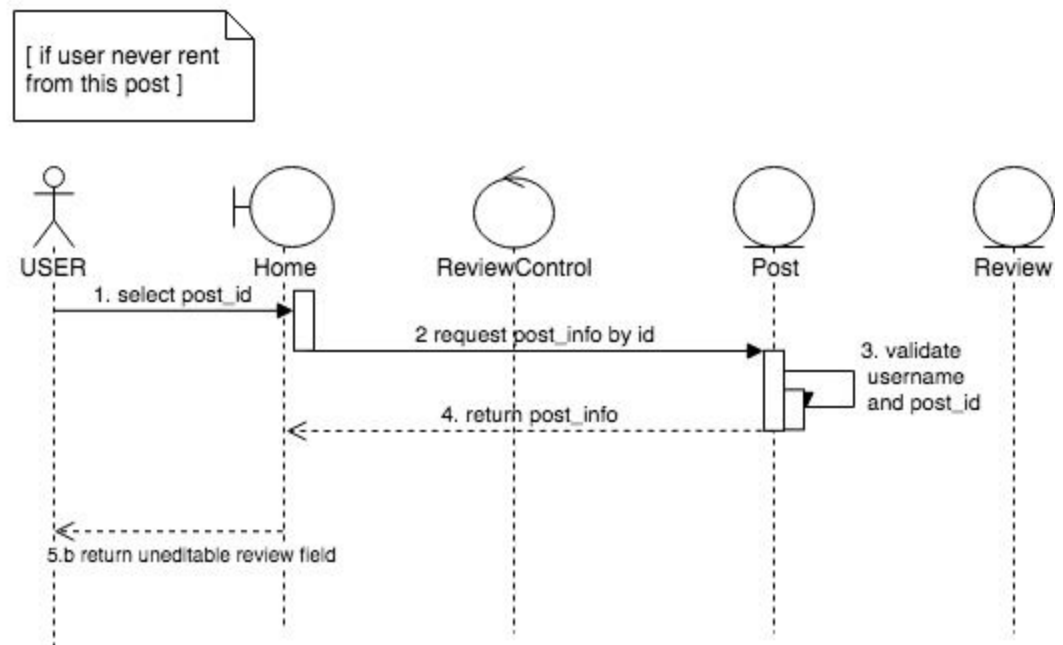 [ if user never rent
from this post ]
USER
Home
ReviewControl
Post
Review
1. select post_id
2 request post_info by id
3. validate
username
and post_id
4. return post_info
5.b return uneditable review field